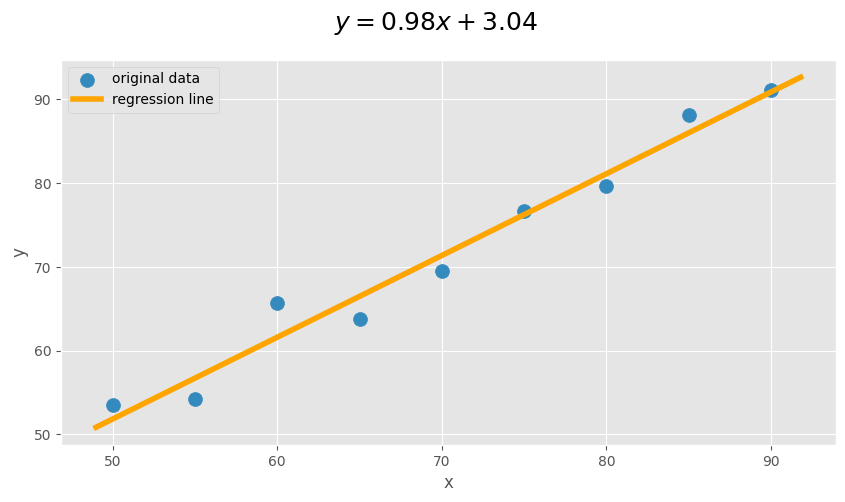 y = 0.98x + 3.04
original data
regression line
90
80
70
60
50
y
50 60 70 80 90
x